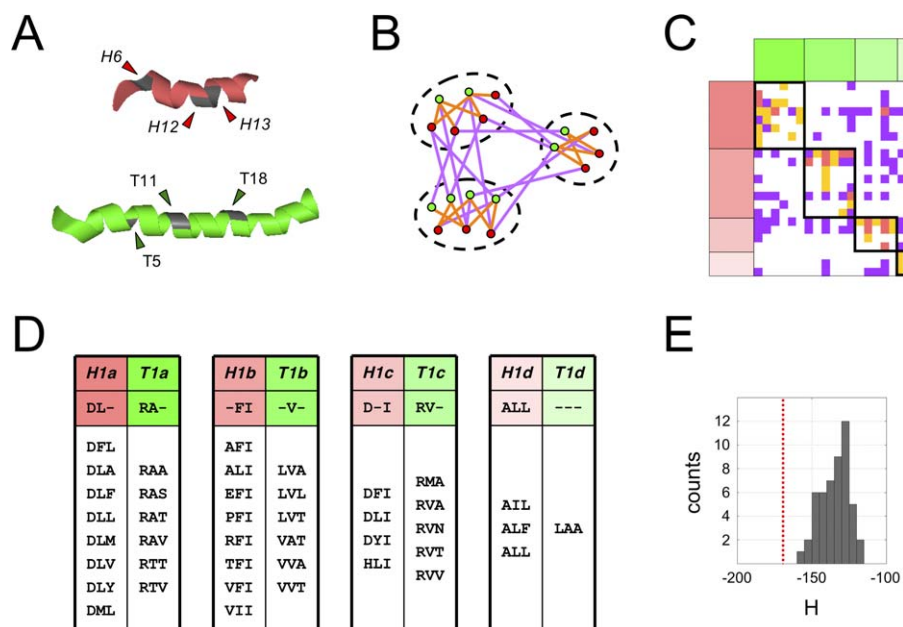 A
B
C
H6
H12
H13
T11
T18
T5
D
H1a T1a
DL- RA-
DFL
DLA RAA
DLF RAS
DLL RAT
DLM RAV
DLV RTT
DLY RTV
DML
H1b T1b
-FI -V-
AFI
ALI LVA
EFI LVL
PFI LVT
RFI VAT
TFI VVA
VFI VVT
VII
H1c T1c
D-I RV-
DFI
DLI
DYI
HLI
RMA
RVA
RVN
RVT
RVV
H1d T1d
ALL ---
AIL
ALF LAA
ALL
E
counts
12
10
8
6
4
2
-200 -150 -100
H